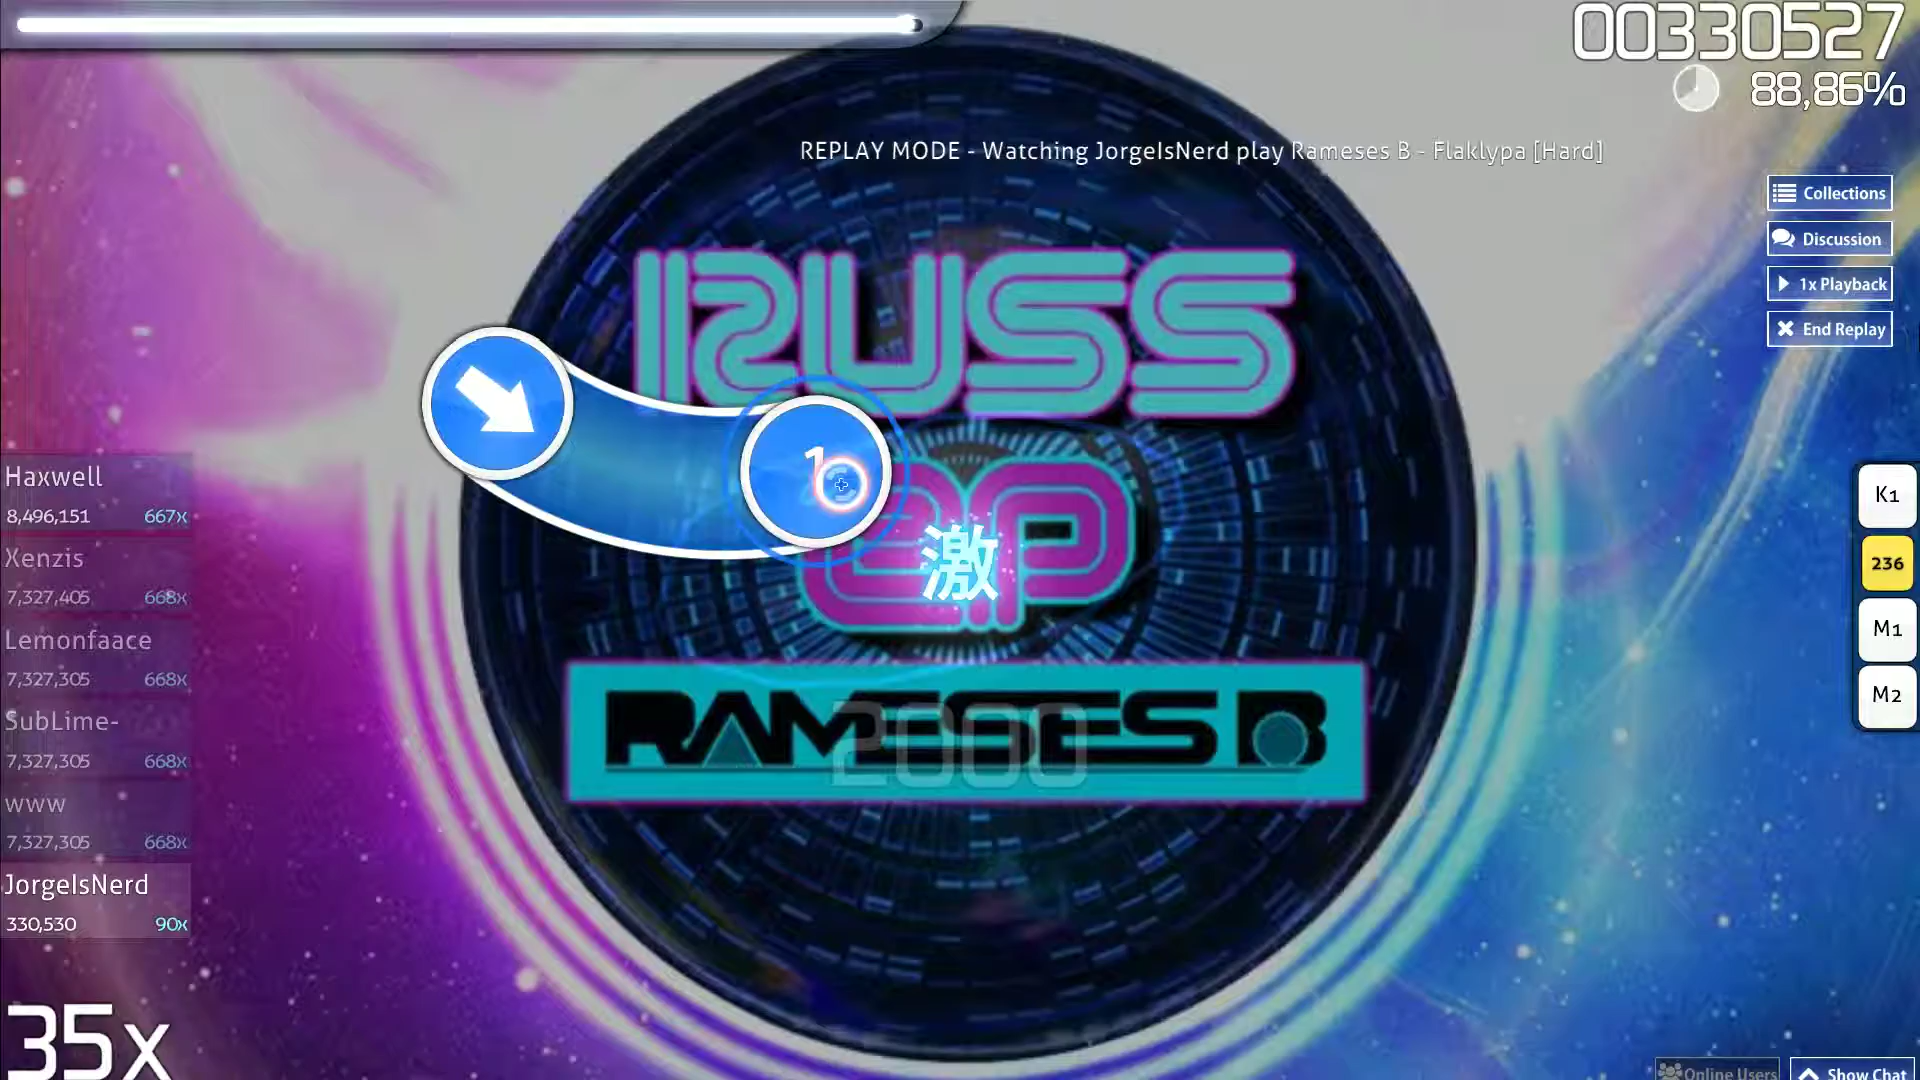 00330527
88,86%
REPLAY MODE - Watching JorgeIsNerd play Rameses B - Flaklypa [Hard]
Collections
Discussion
1x Playback
End Replay
RUSS
EP
1
激
RAMESES B
2000
Haxwell
8,496,151 667x
Xenzis
7,327,405 668x
Lemonfaace
7,327,305 668x
SubLime-
7,327,305 668x
www
7,327,305 668x
JorgeIsNerd
330,530 90x
K1
236
M1
M2
35x
Online Users
Show Chat